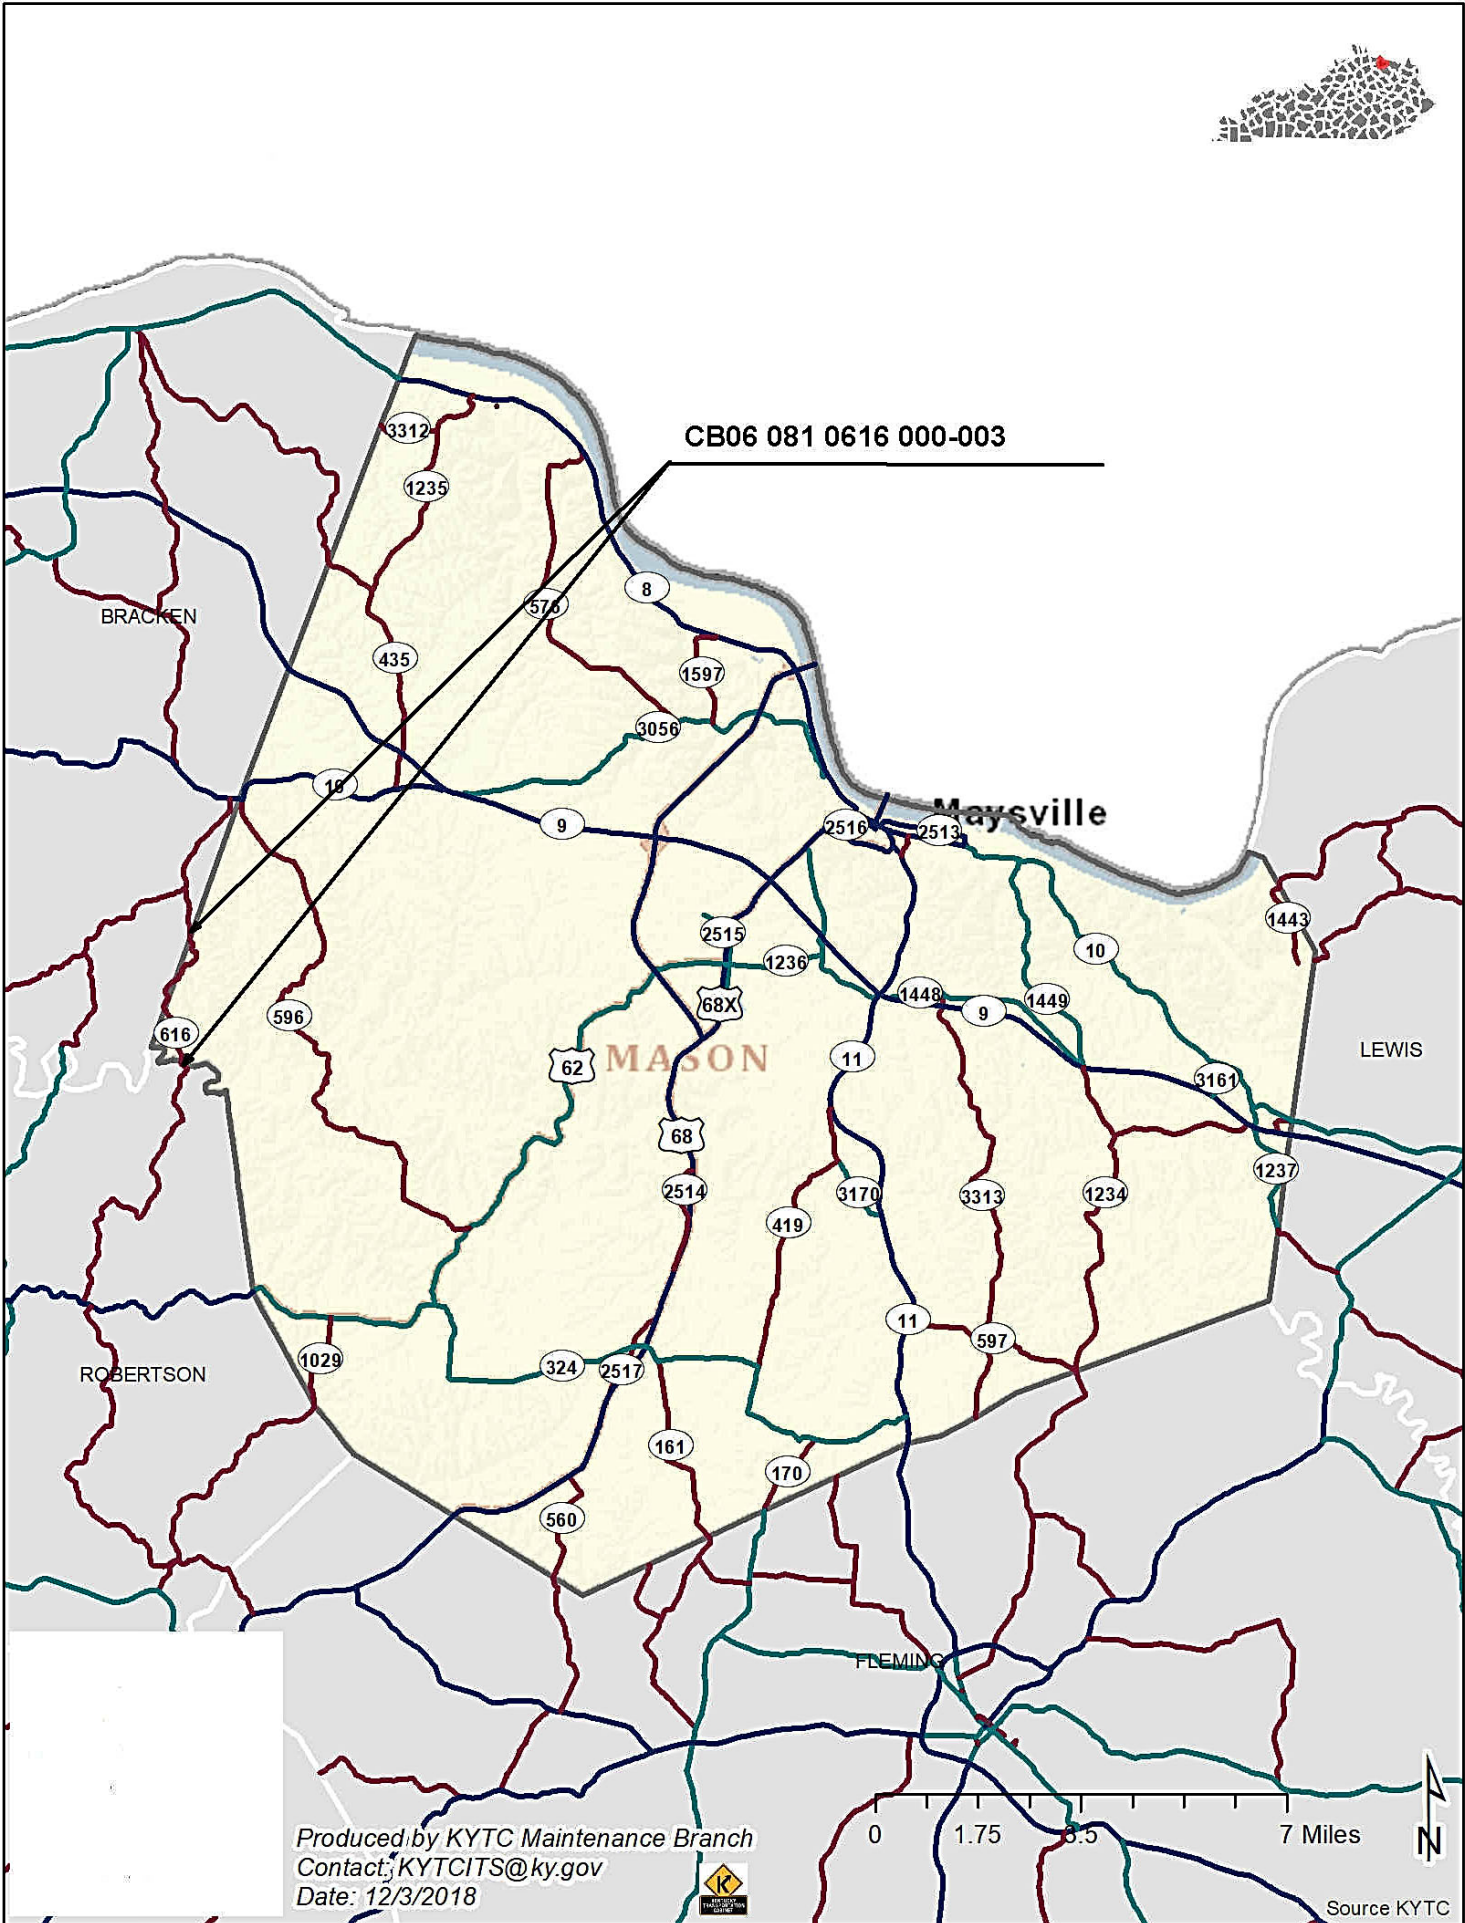 CB06 081 0616 000-003
3312
1235
8
576
BRACKEN
435
1597
3056
10
9
2516
Maysville
2513
1443
2515
10
1236
68X
1448
1449
9
596
616
62
MASON
11
LEWIS
3161
68
2514
3170
3313
1234
1237
419
11
597
1029
324
2517
ROBERTSON
161
170
560
FLEMING
0 1.75 3.5 7 Miles
N
Produced by KYTC Maintenance Branch
Contact: KYTCITS@ky.gov
Date: 12/3/2018
KENTUCKY
TRANSPORTATION
CABINET
Source KYTC